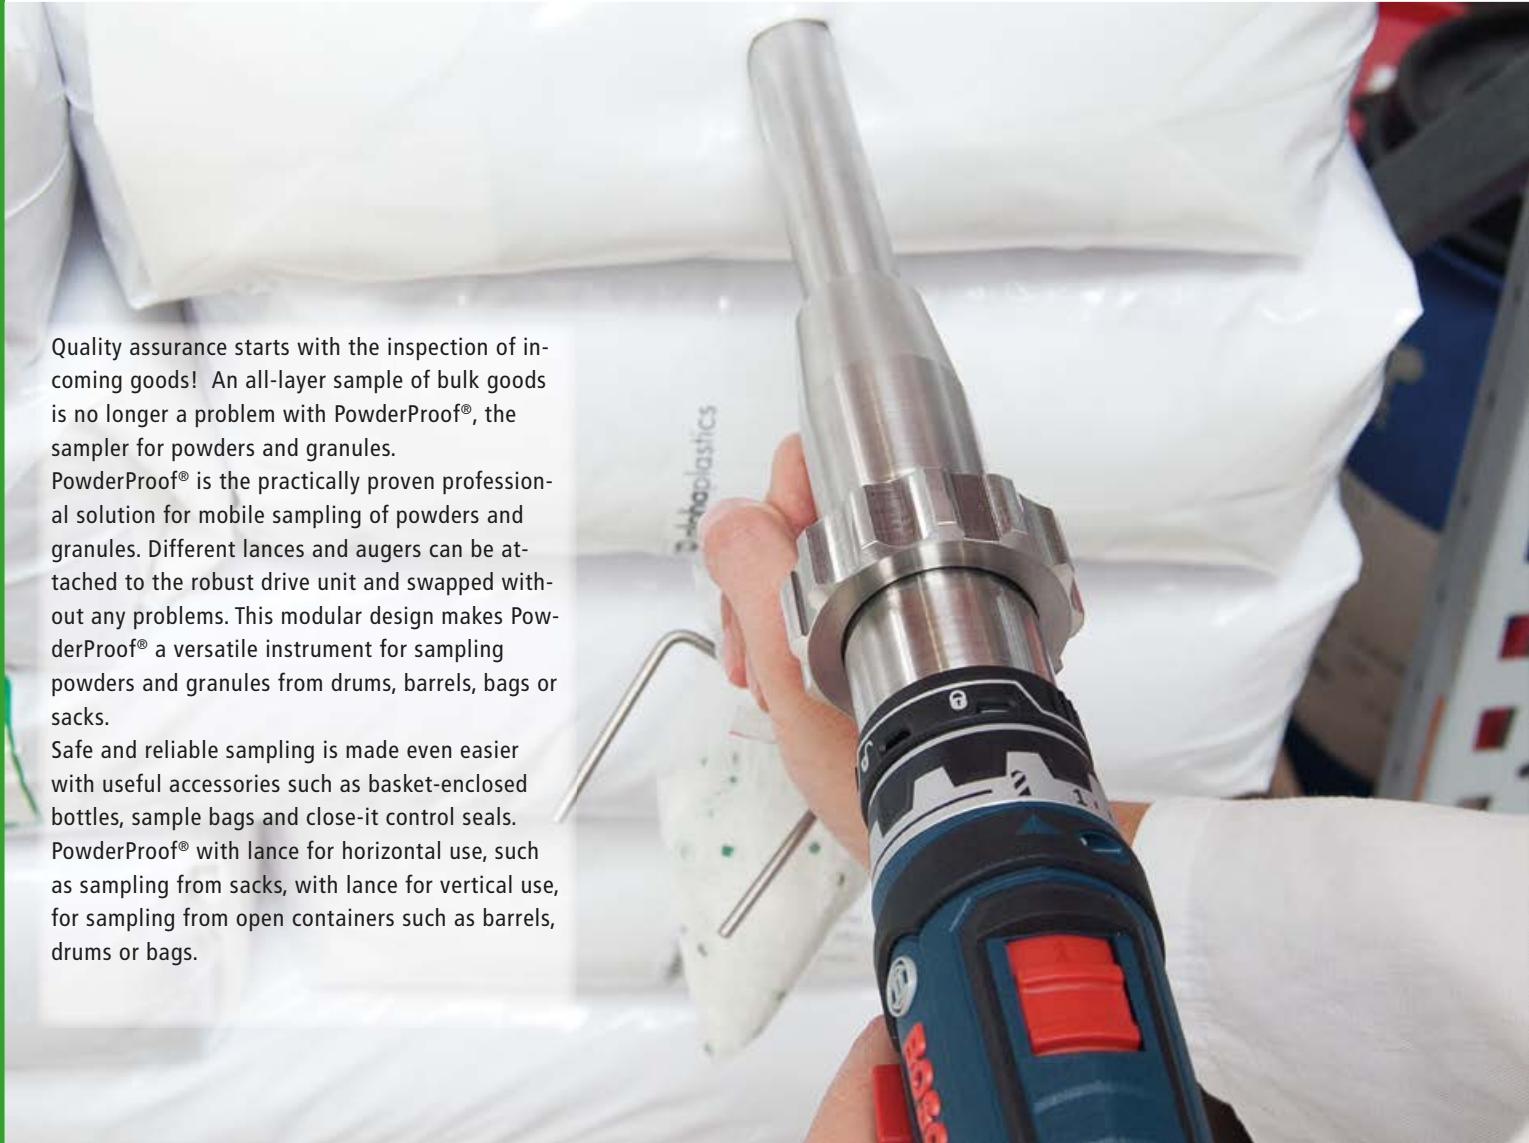 Quality assurance starts with the inspection of in-
coming goods!  An all-layer sample of bulk goods
is no longer a problem with PowderProof®, the
sampler for powders and granules.
PowderProof® is the practically proven profession-
al solution for mobile sampling of powders and
granules. Different lances and augers can be at-
tached to the robust drive unit and swapped with-
out any problems. This modular design makes Pow-
derProof® a versatile instrument for sampling
powders and granules from drums, barrels, bags or
sacks.
Safe and reliable sampling is made even easier
with useful accessories such as basket-enclosed
bottles, sample bags and close-it control seals.
PowderProof® with lance for horizontal use, such
as sampling from sacks, with lance for vertical use,
for sampling from open containers such as barrels,
drums or bags.
1